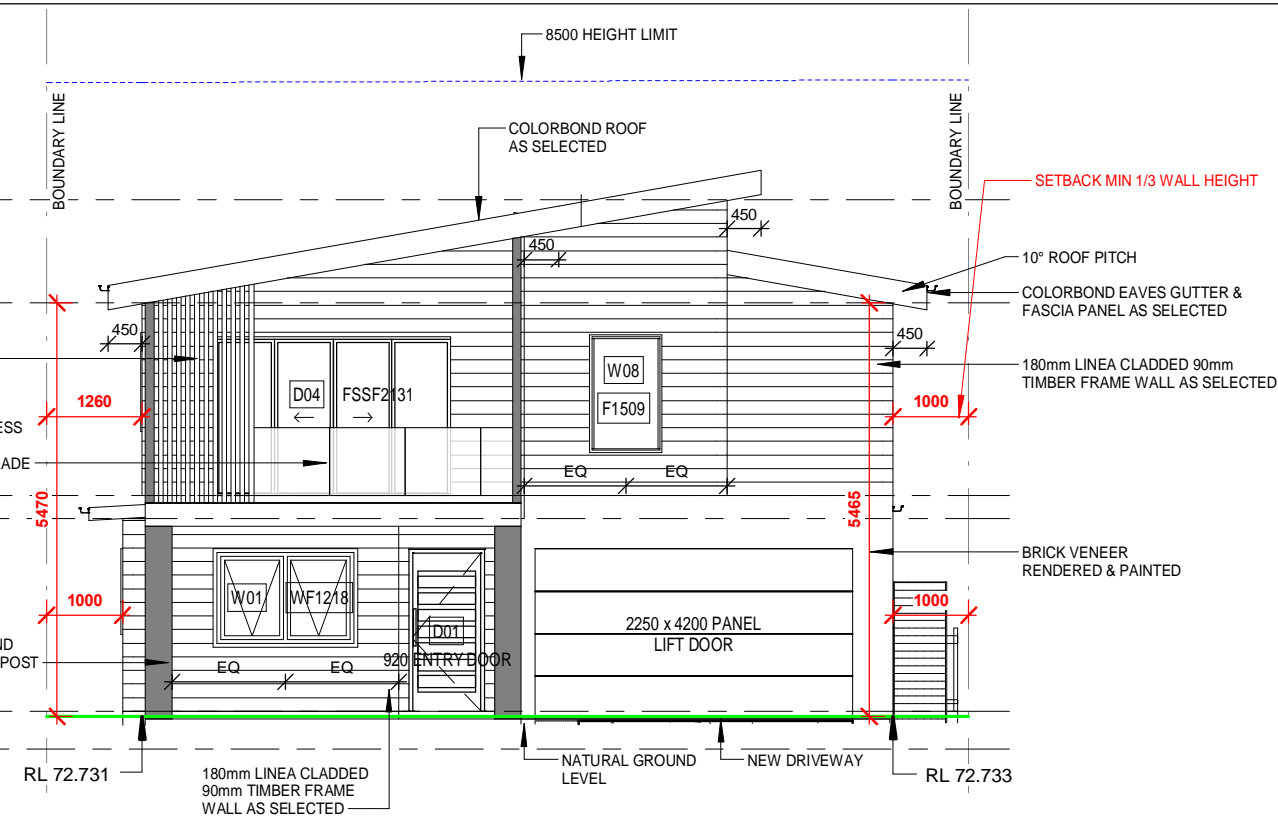 8500 HEIGHT LIMIT
BOUNDARY LINE
BOUNDARY LINE
COLORBOND ROOF
AS SELECTED
SETBACK MIN 1/3 WALL HEIGHT
450
450
10° ROOF PITCH
COLORBOND EAVES GUTTER &
FASCIA PANEL AS SELECTED
450
450
180mm LINEA CLADDED 90mm
TIMBER FRAME WALL AS SELECTED
W08
F1509
D04
FSSF2131
1260
1000
ESS
ADE
EQ
EQ
5470
5465
BRICK VENEER
RENDERED & PAINTED
1000
1000
W01
WF1218
D01
2250 x 4200 PANEL
LIFT DOOR
ND
POST
EQ
EQ
920 ENTRY DOOR
RL 72.731
180mm LINEA CLADDED
90mm TIMBER FRAME
WALL AS SELECTED
NATURAL GROUND
LEVEL
NEW DRIVEWAY
RL 72.733